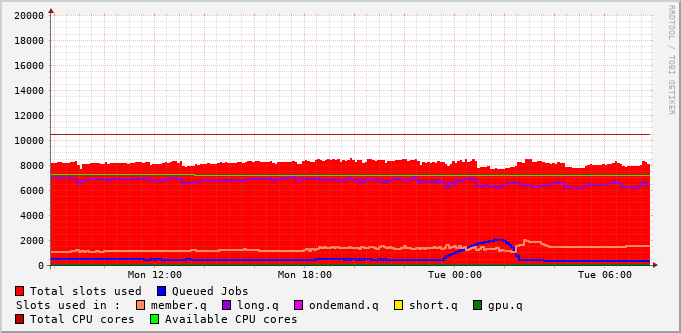 20000
18000
16000
14000
12000
10000
8000
6000
4000
2000
0
Mon 12:00 Mon 18:00 Tue 00:00 Tue 06:00
RRDTOOL / TOBI OETIKER
Total slots used Queued Jobs
Slots used in : member.q long.q ondemand.q short.q gpu.q
Total CPU cores Available CPU cores